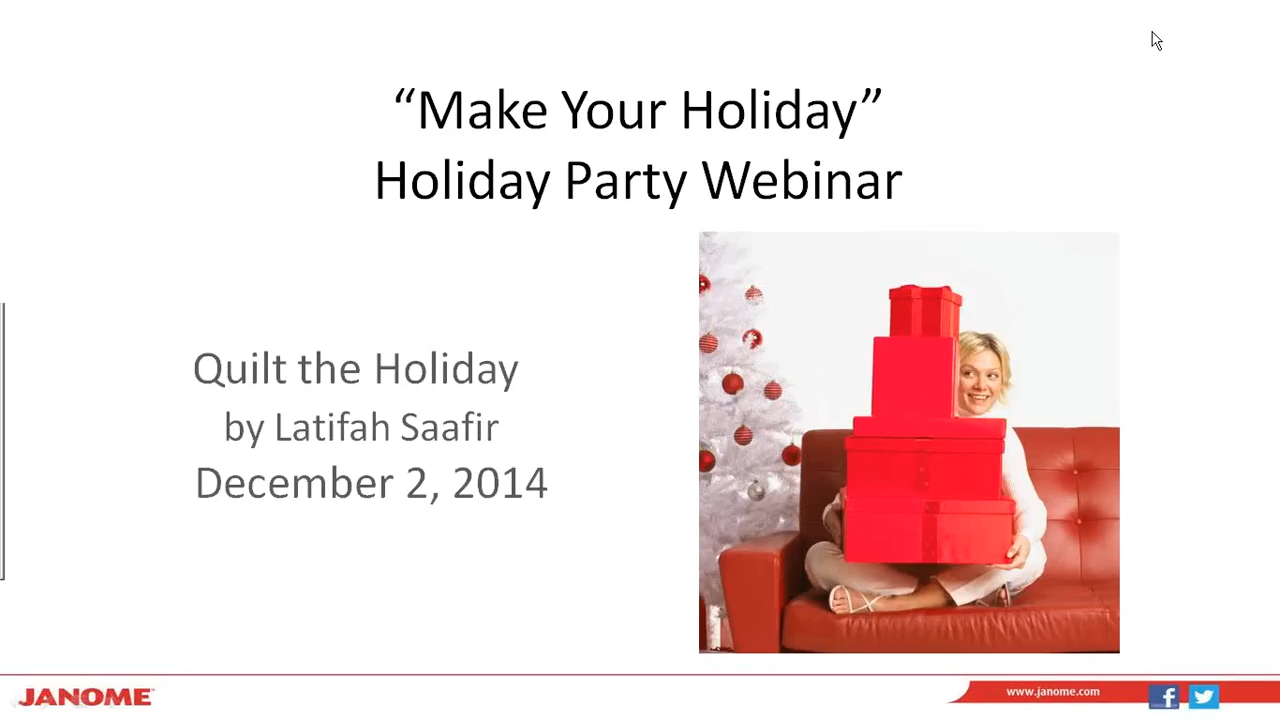 “Make Your Holiday”
Holiday Party Webinar
Quilt the Holiday
by Latifah Saafir
December 2, 2014
JANOME
www.janome.com